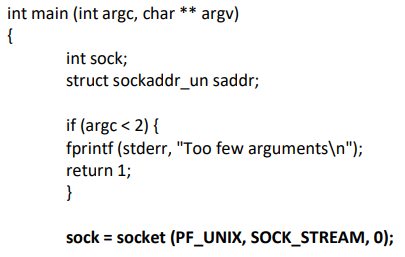 int main (int argc, char ** argv)
{
int sock;
struct sockaddr_un saddr;
if (argc < 2) {
fprintf (stderr, "Too few arguments\n");
return 1;
}
sock = socket (PF_UNIX, SOCK_STREAM, 0);